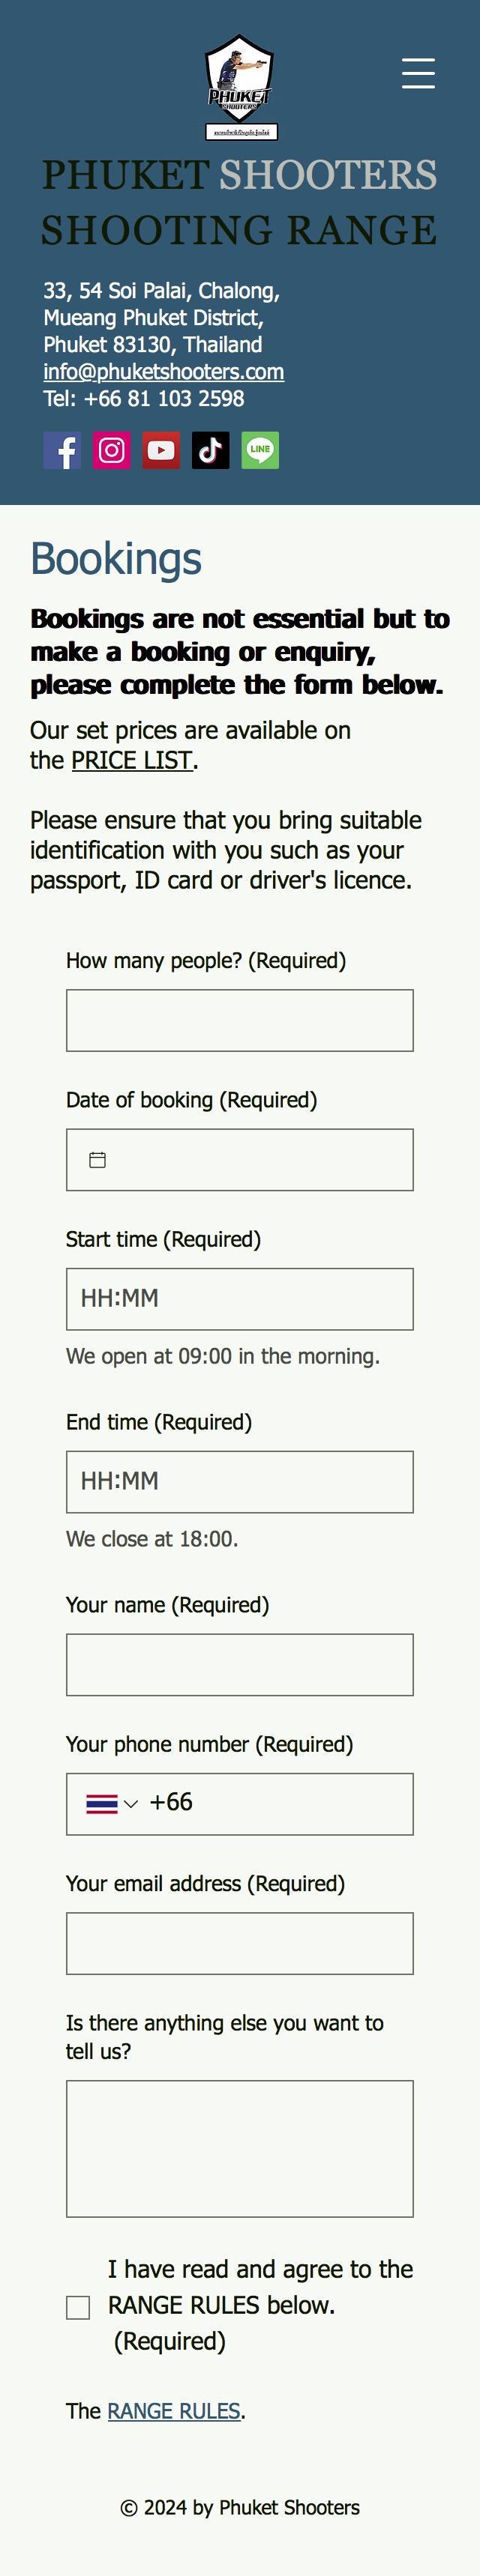 PHUKET
SHOOTERS
PHUKET SHOOTERS
SHOOTING RANGE
33, 54 Soi Palai, Chalong,
Mueang Phuket District,
Phuket 83130, Thailand
info@phuketshooters.com
Tel: +66 81 103 2598
LINE
Bookings
Bookings are not essential but to
make a booking or enquiry,
please complete the form below.
Our set prices are available on
the PRICE LIST.
Please ensure that you bring suitable
identification with you such as your
passport, ID card or driver's licence.
How many people? (Required)
Date of booking (Required)
Start time (Required)
HH:MM
We open at 09:00 in the morning.
End time (Required)
HH:MM
We close at 18:00.
Your name (Required)
Your phone number (Required)
+66
Your email address (Required)
Is there anything else you want to
tell us?
I have read and agree to the
RANGE RULES below.
(Required)
The RANGE RULES.
© 2024 by Phuket Shooters